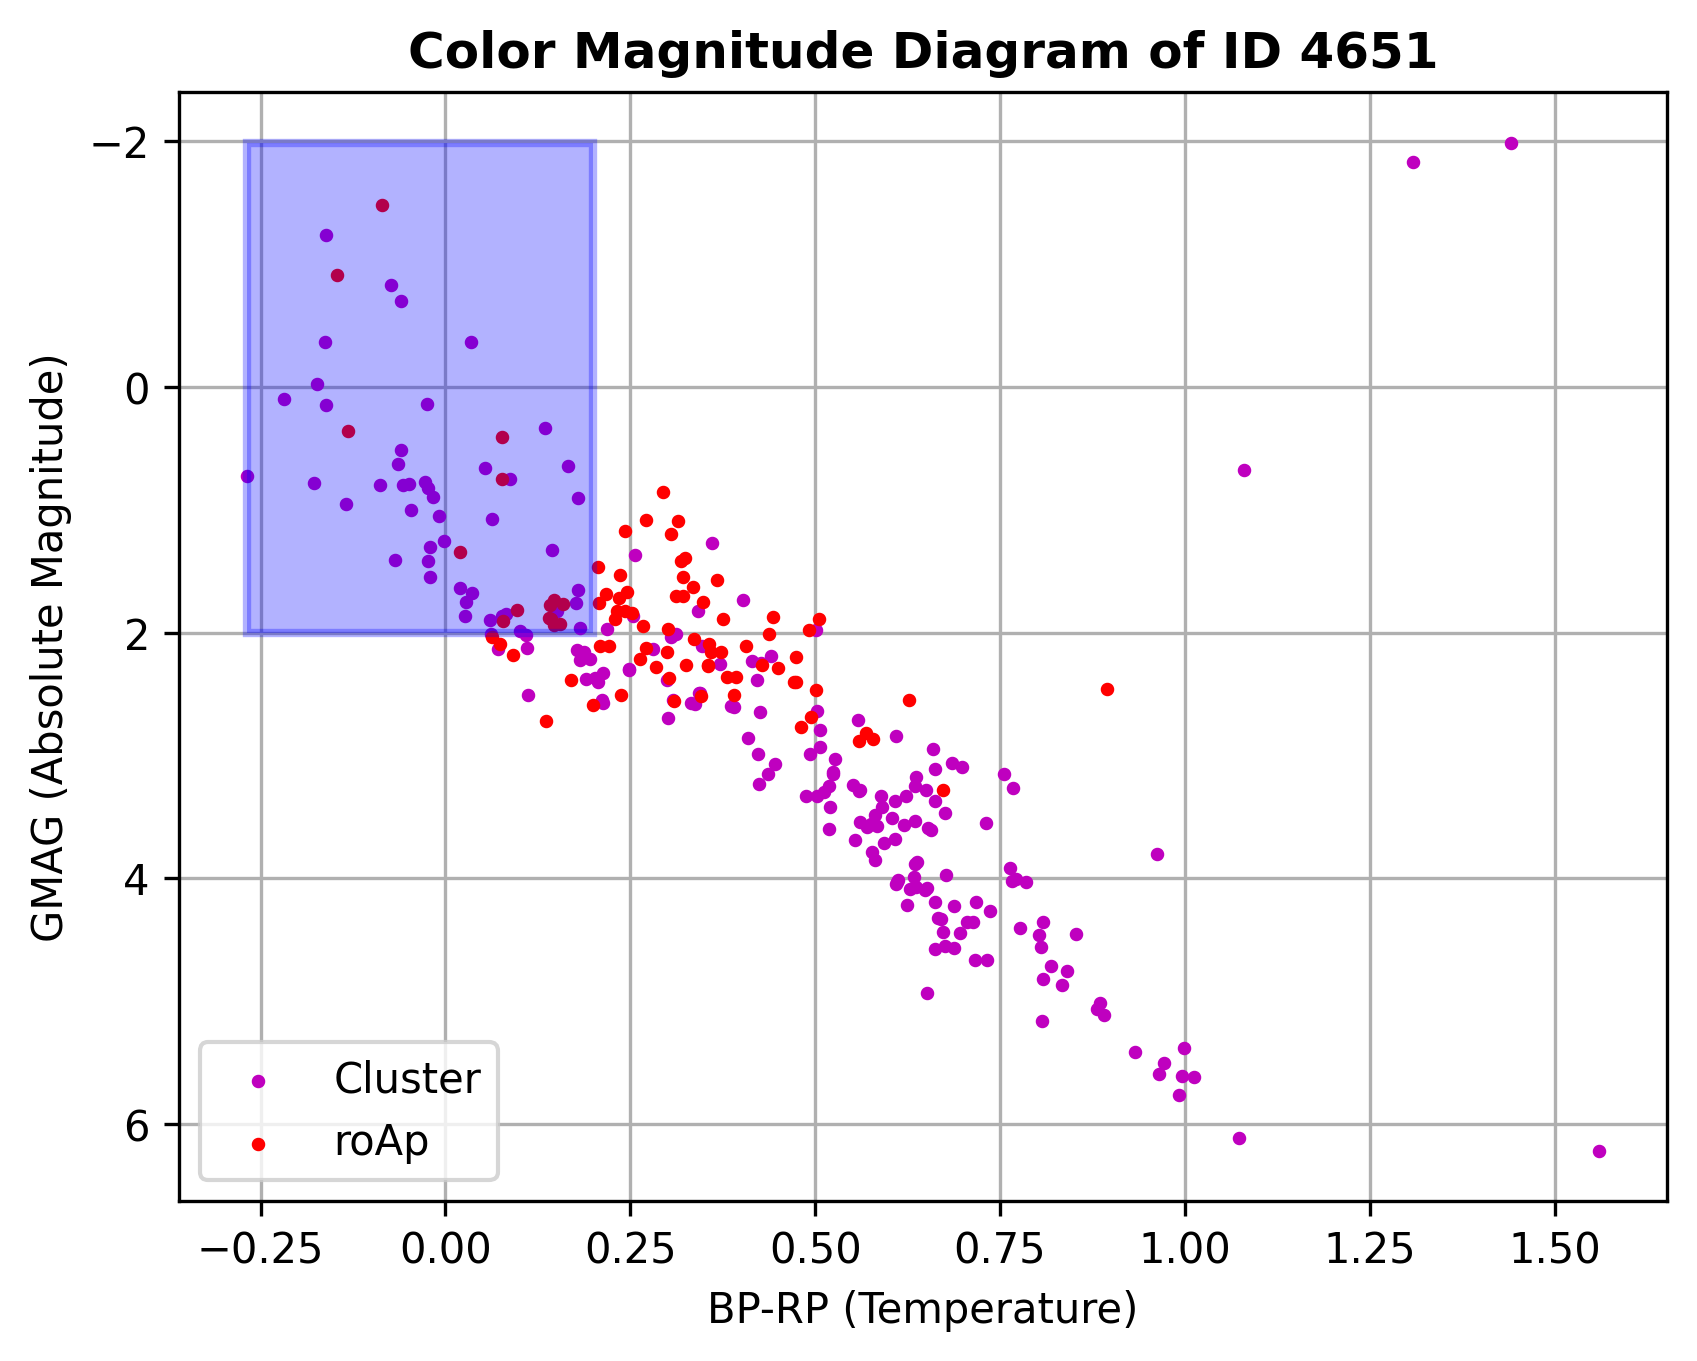 Color Magnitude Diagram of ID 4651
GMAG (Absolute Magnitude)
−2
0
2
4
6
Cluster
roAp
−0.25 0.00 0.25 0.50 0.75 1.00 1.25 1.50
BP-RP (Temperature)